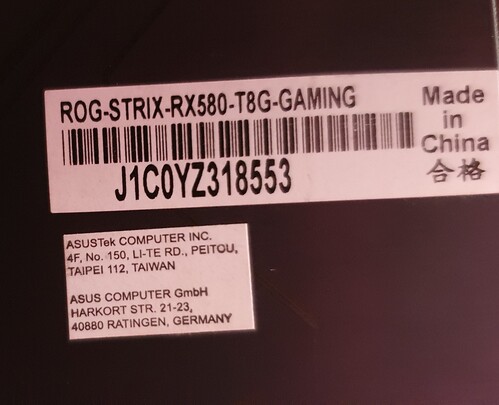 ROG-STRIX-RX580-T8G-GAMING
J1C0YZ318553
Made
in
China
合格
ASUSTek COMPUTER INC.
4F, No. 150, LI-TE RD., PEITOU,
TAIPEI 112, TAIWAN
ASUS COMPUTER GmbH
HARKORT STR. 21-23,
40880 RATINGEN, GERMANY